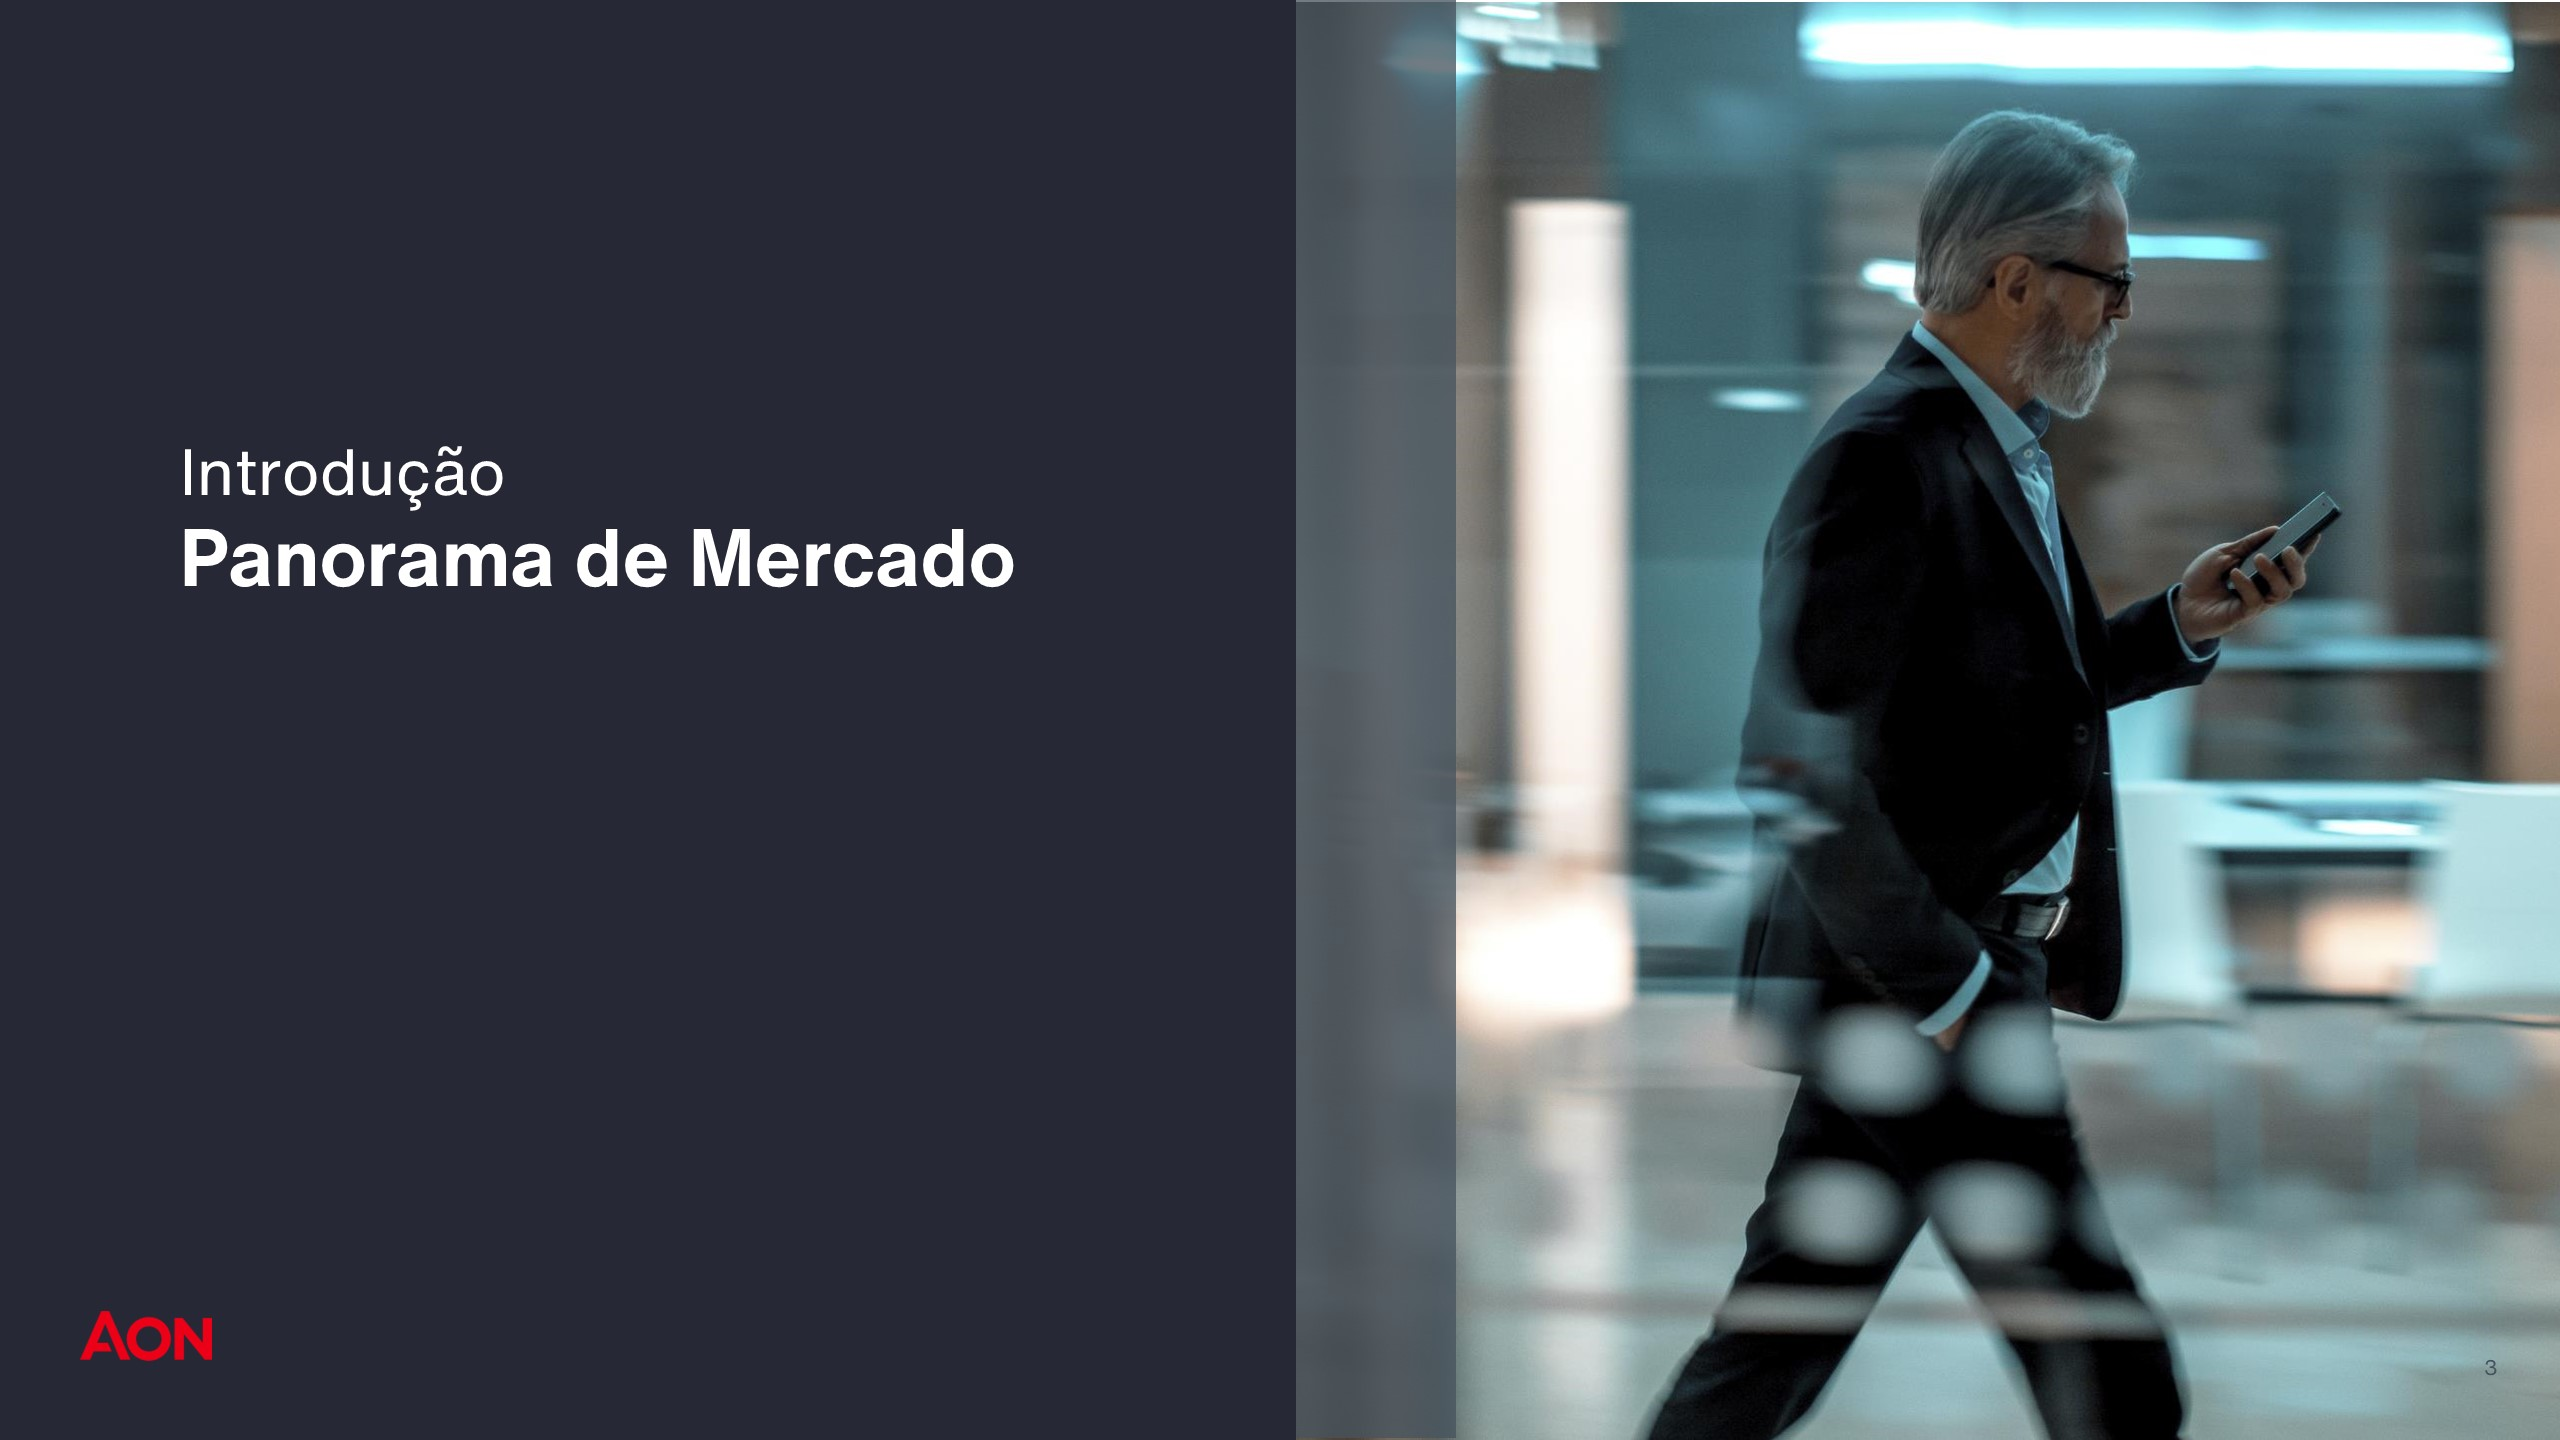 Introdução
Panorama de Mercado
AON
3